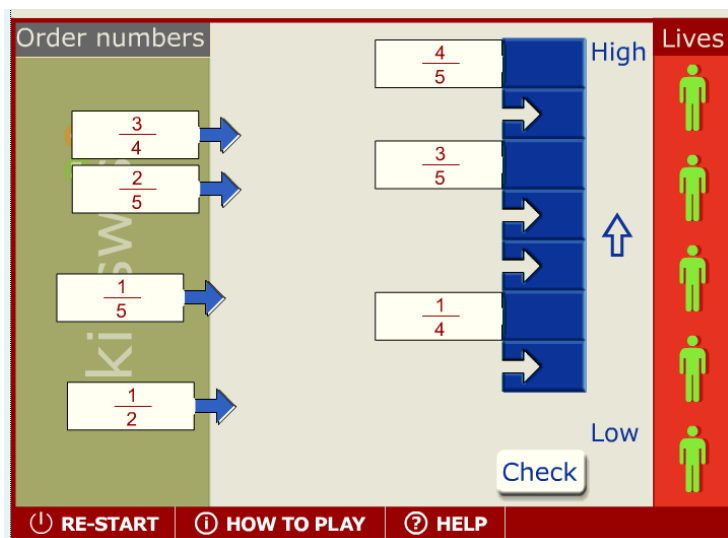 Order numbers
High
Lives
4/5
3/4
3/5
2/5
1/5
1/4
1/2
Low
Check
RE-START
HOW TO PLAY
HELP